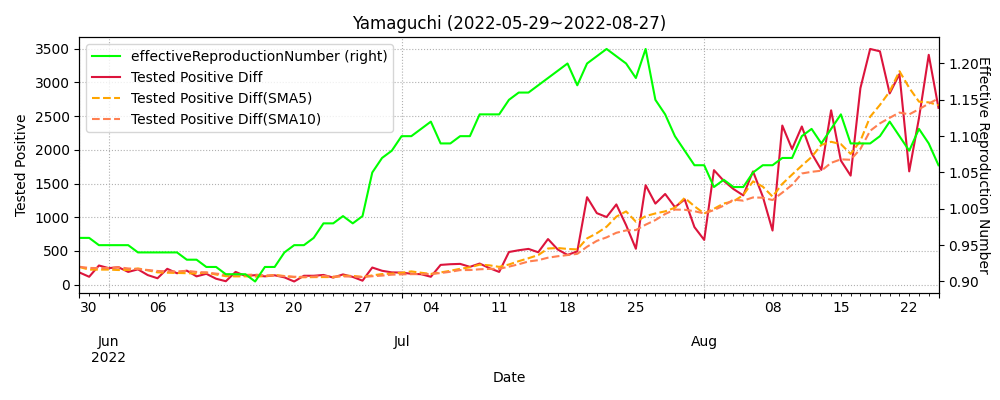 Yamaguchi (2022-05-29~2022-08-27)
effectiveReproductionNumber (right)
Tested Positive Diff
Tested Positive Diff(SMA5)
Tested Positive Diff(SMA10)
Tested Positive
3500
3000
2500
2000
1500
1000
500
0
Effective Reproduction Number
1.20
1.15
1.10
1.05
1.00
0.95
0.90
30 06 13 20 27 04 11 18 25 08 15 22
Jun Jul Aug
2022
Date